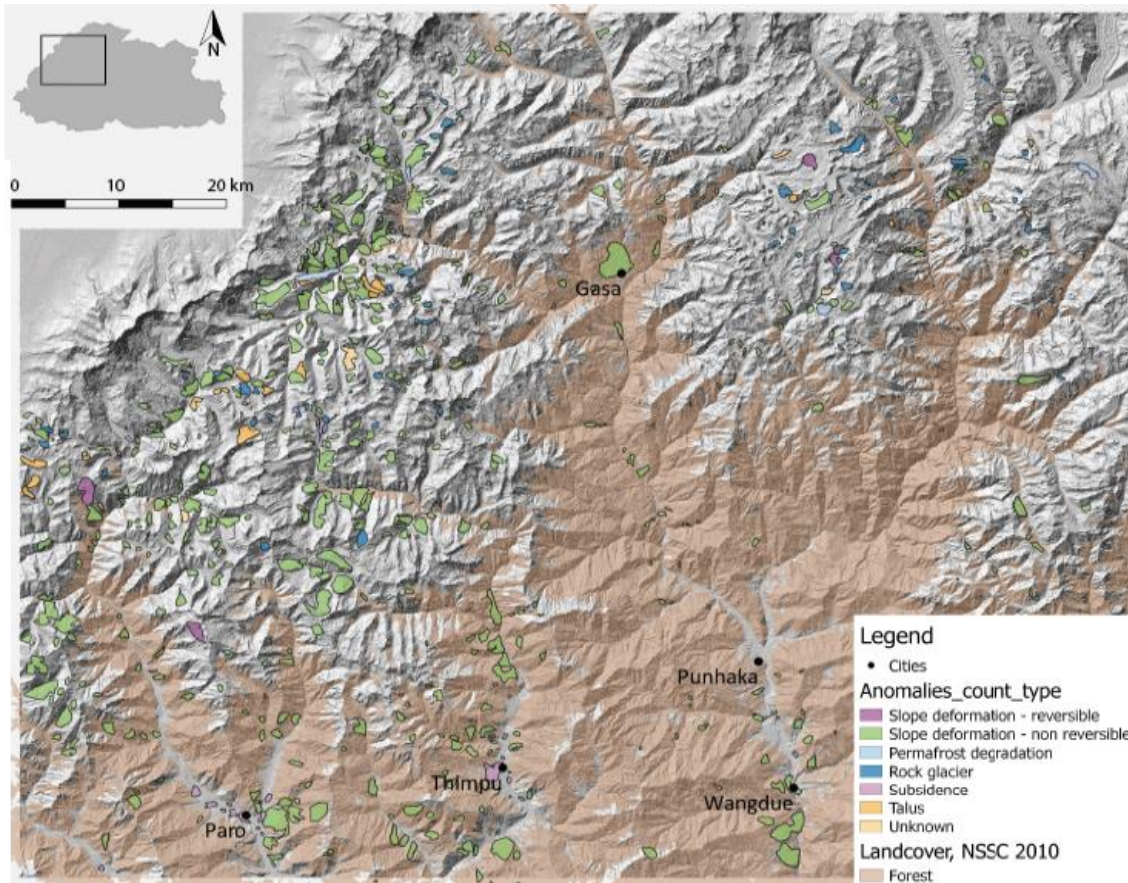 N
0 10 20 km
Gasa
Punhaka
Thimpu
Wangdue
Paro
Legend
Cities
Anomalies_count_type
Slope deformation - reversible
Slope deformation - non reversible
Permafrost degradation
Rock glacier
Subsidence
Talus
Unknown
Landcover, NSSC 2010
Forest